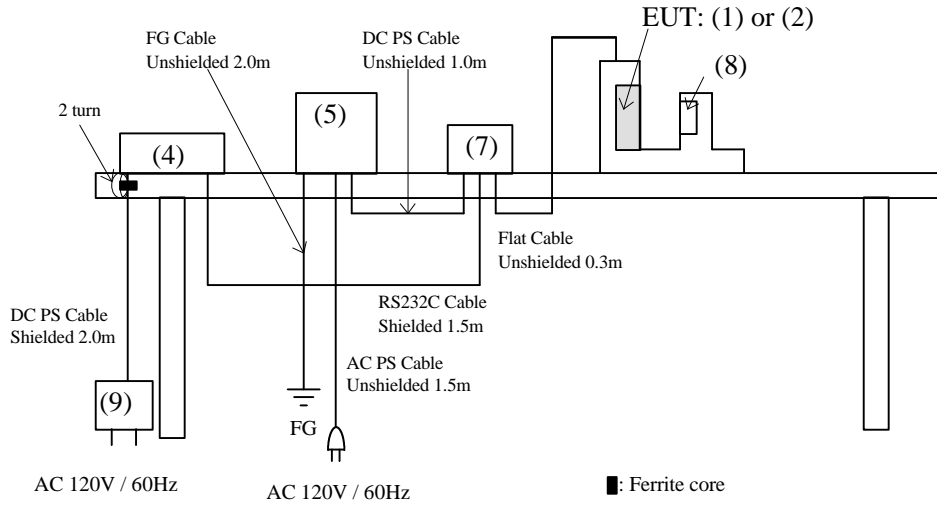 EUT: (1) or (2)
FG Cable
Unshielded 2.0m
DC PS Cable
Unshielded 1.0m
(8)
2 turn
(5)
(4)
(7)
Flat Cable
Unshielded 0.3m
DC PS Cable
Shielded 2.0m
RS232C Cable
Shielded 1.5m
AC PS Cable
Unshielded 1.5m
(9)
FG
AC 120V / 60Hz
AC 120V / 60Hz
: Ferrite core